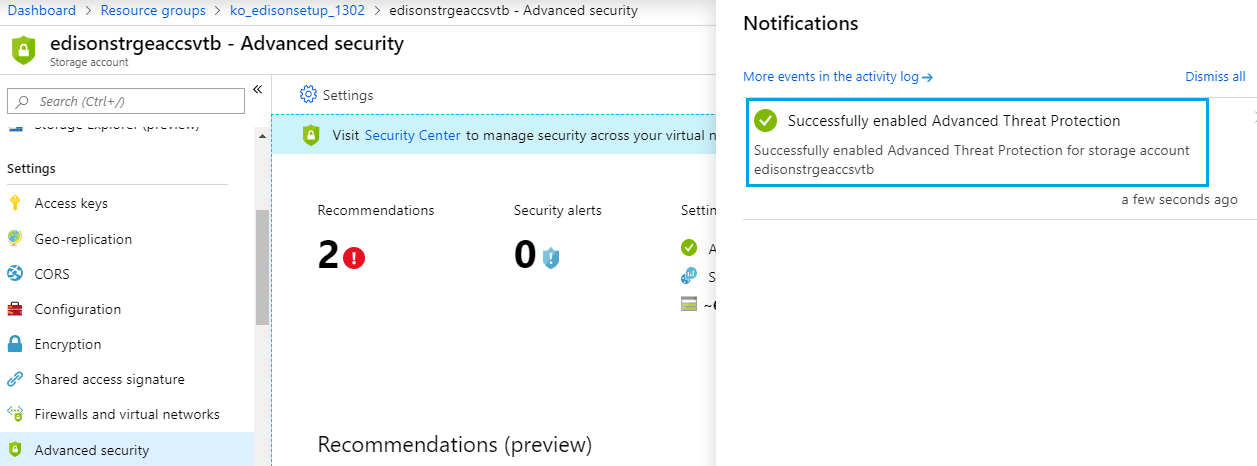 Dashboard > Resource groups > ko_edisonsetup_1302 > edisonstrgeaccsvtb - Advanced security
edisonstrgeaccsvtb - Advanced security
Storage account
Search (Ctrl+/)
Storage Explorer (preview)
Settings
Access keys
Geo-replication
CORS
Configuration
Encryption
Shared access signature
Firewalls and virtual networks
Advanced security
Settings
Visit Security Center to manage security across your virtual n
Recommendations
2
Security alerts
0
Settin
A
S
~
Recommendations (preview)
Notifications
More events in the activity log →
Dismiss all
Successfully enabled Advanced Threat Protection
Successfully enabled Advanced Threat Protection for storage account
edisonstrgeaccsvtb
a few seconds ago